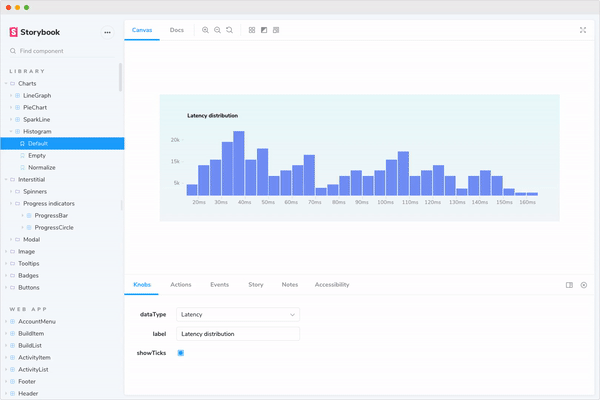 Storybook
Canvas
Docs
Find component
LIBRARY
Charts
LineGraph
PieChart
SparkLine
Histogram
Default
Empty
Normalize
Interstitial
Spinners
Progress indicators
ProgressBar
ProgressCircle
Modal
Image
Tooltips
Badges
Buttons
WEB APP
AccountMenu
BuildItem
BuildList
ActivityItem
ActivityList
Footer
Header
Latency distribution
20k
15k
5k
20ms 30ms 40ms 50ms 60ms 70ms 80ms 90ms 100ms 110ms 120ms 130ms 140ms 150ms 160ms
Knobs Actions Events Story Notes Accessibility
dataType Latency
label Latency distribution
showTicks